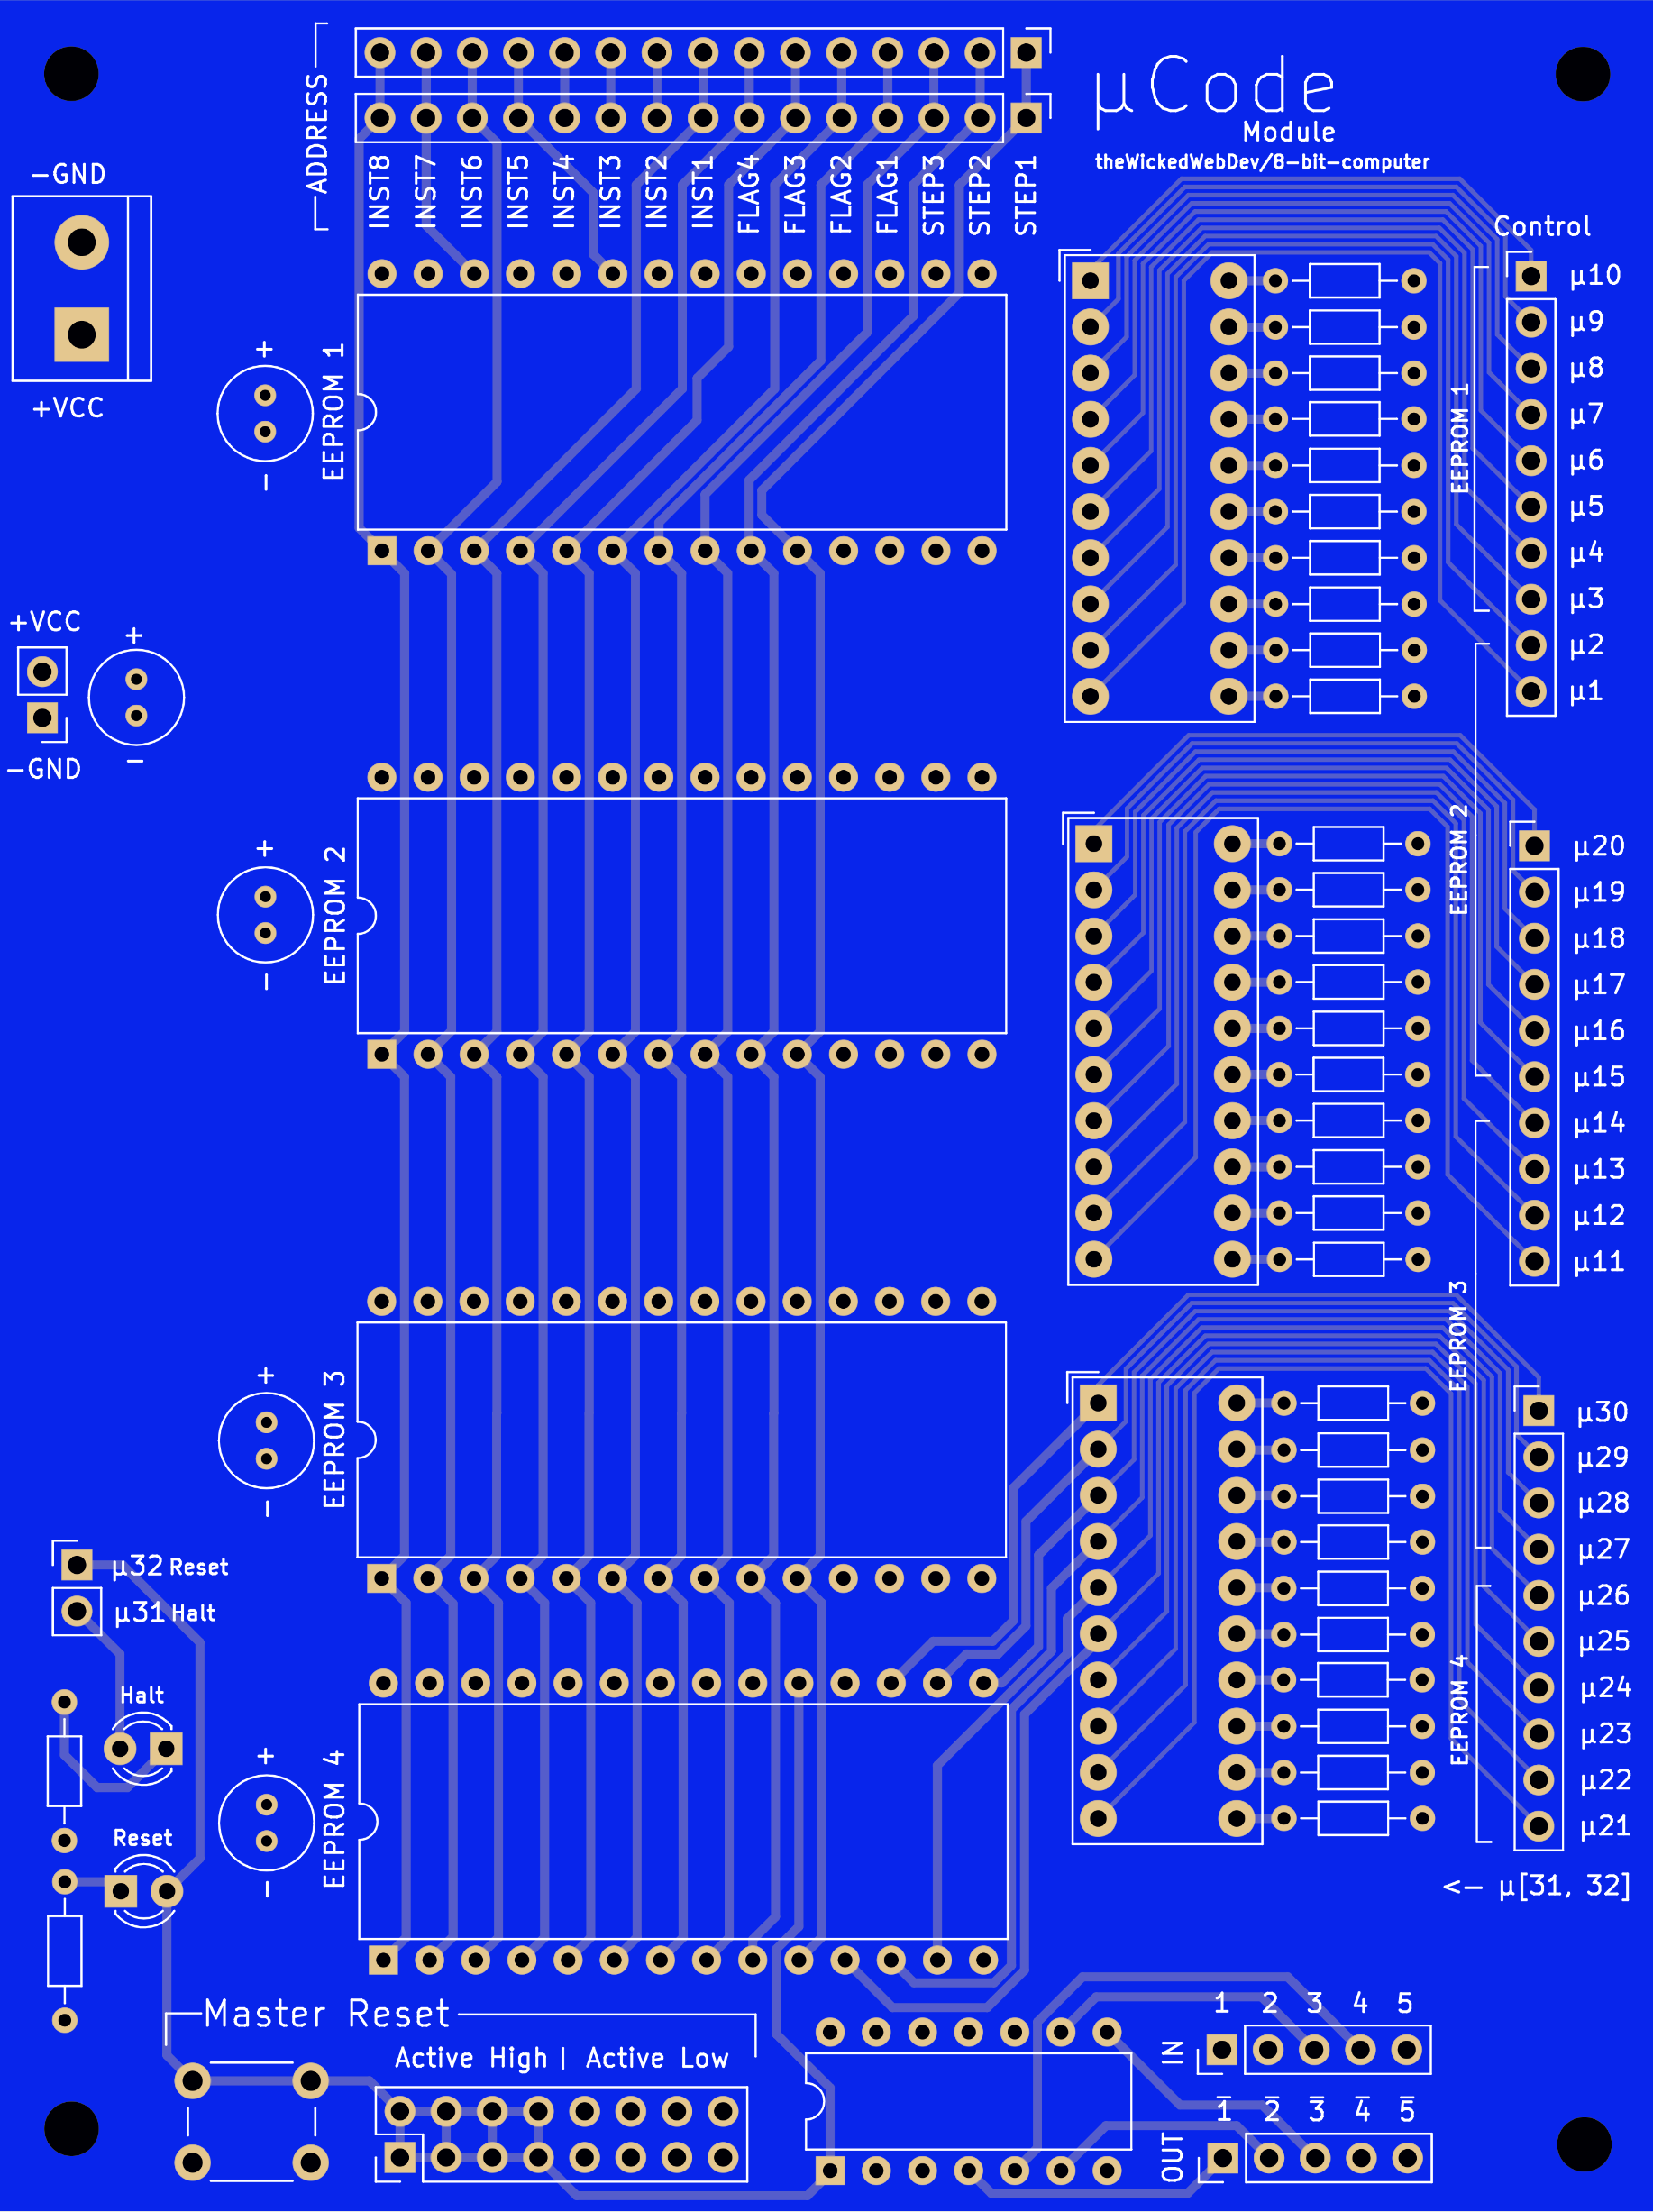 µCode
Module
theWickedWebDev/8-bit-computer
ADDRESS
INST8
INST7
INST6
INST5
INST4
INST3
INST2
INST1
FLAG4
FLAG3
FLAG2
FLAG1
STEP3
STEP2
STEP1
-GND
+VCC
+
-
EEPROM 1
Control
µ10
µ9
µ8
µ7
µ6
µ5
µ4
µ3
µ2
µ1
EEPROM 1
+VCC
-GND
+
-
+
-
EEPROM 2
EEPROM 2
µ20
µ19
µ18
µ17
µ16
µ15
µ14
µ13
µ12
µ11
+
-
EEPROM 3
EEPROM 3
µ30
µ29
µ28
µ27
µ26
µ25
µ24
µ23
µ22
µ21
EEPROM 4
<- µ[31, 32]
µ32 Reset
µ31 Halt
Halt
Reset
+
-
EEPROM 4
Master Reset
Active High | Active Low
IN
1 2 3 4 5
OUT
1̅ 2̅ 3̅ 4̅ 5̅